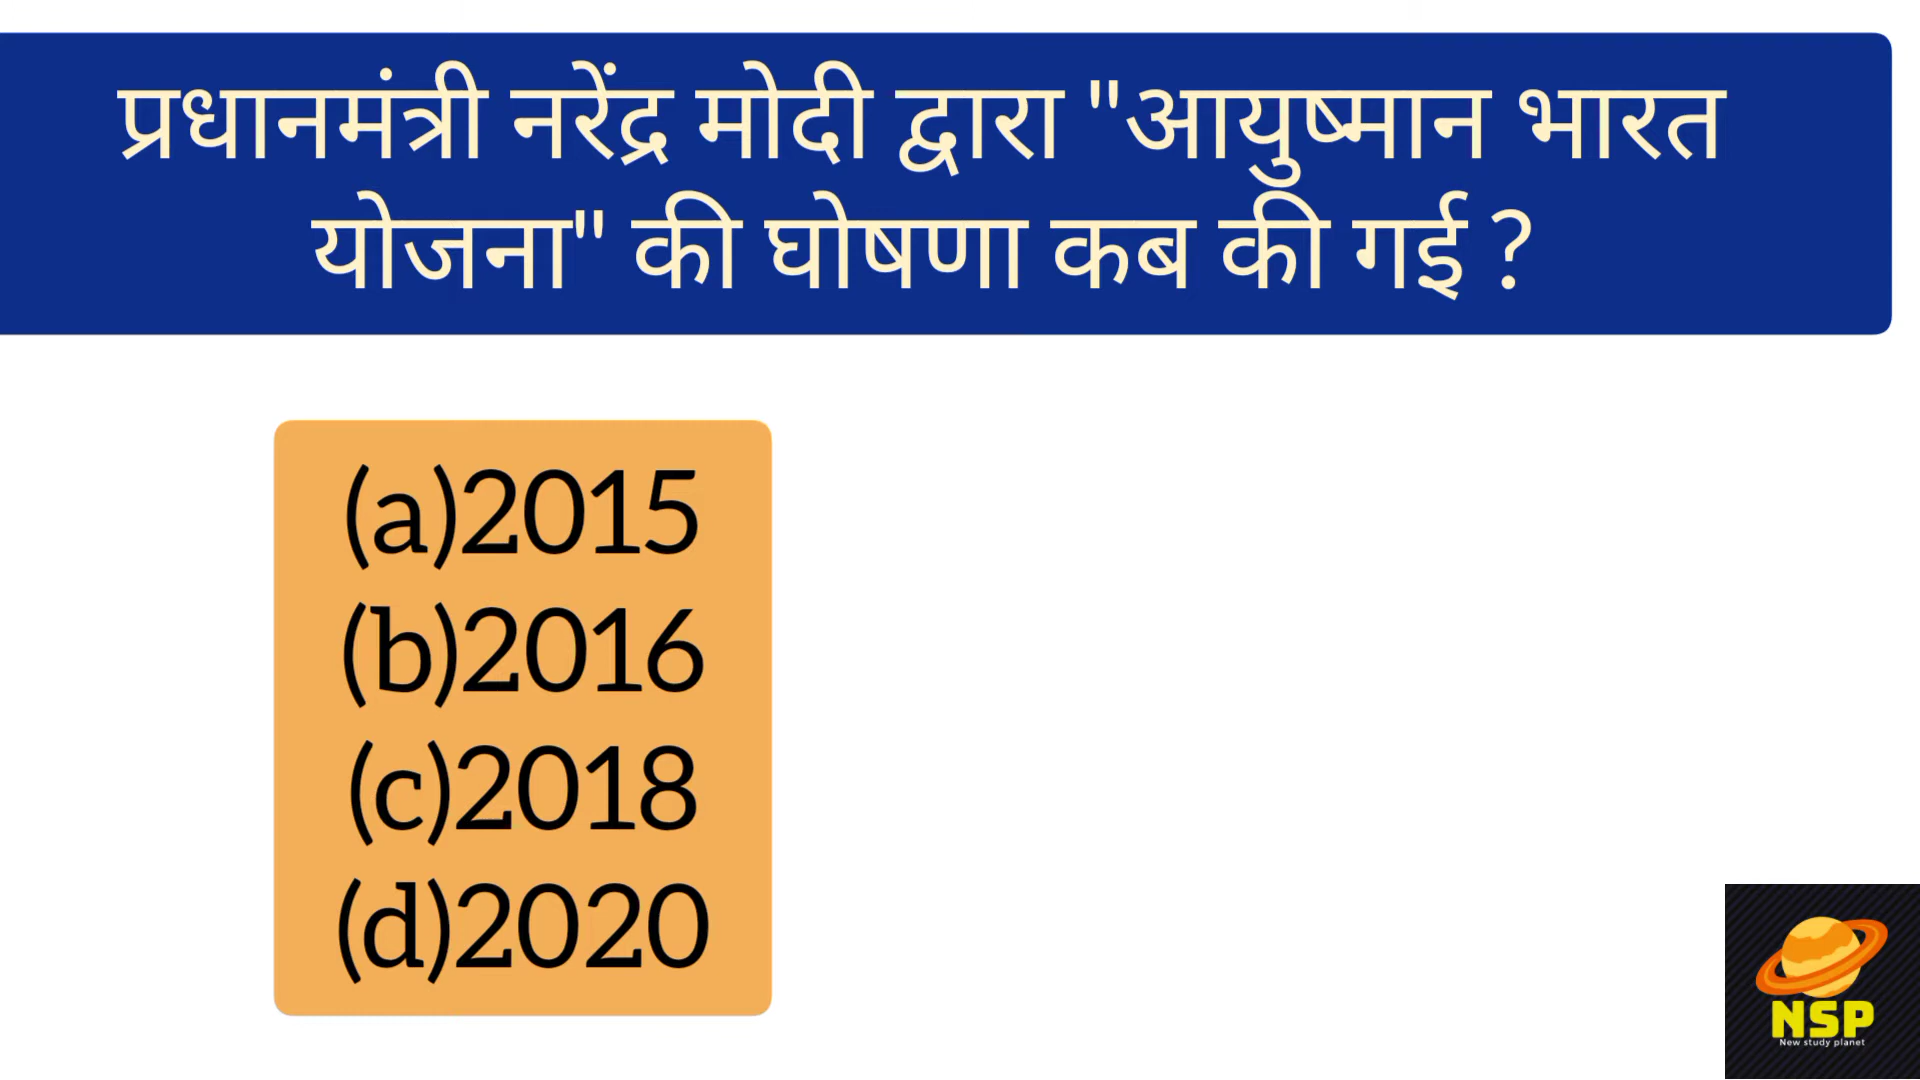 प्रधानमंत्री नरेंद्र मोदी द्वारा "आयुष्मान भारत
योजना" की घोषणा कब की गई ?
(a)2015
(b)2016
(c)2018
(d)2020
NSP
New study planet